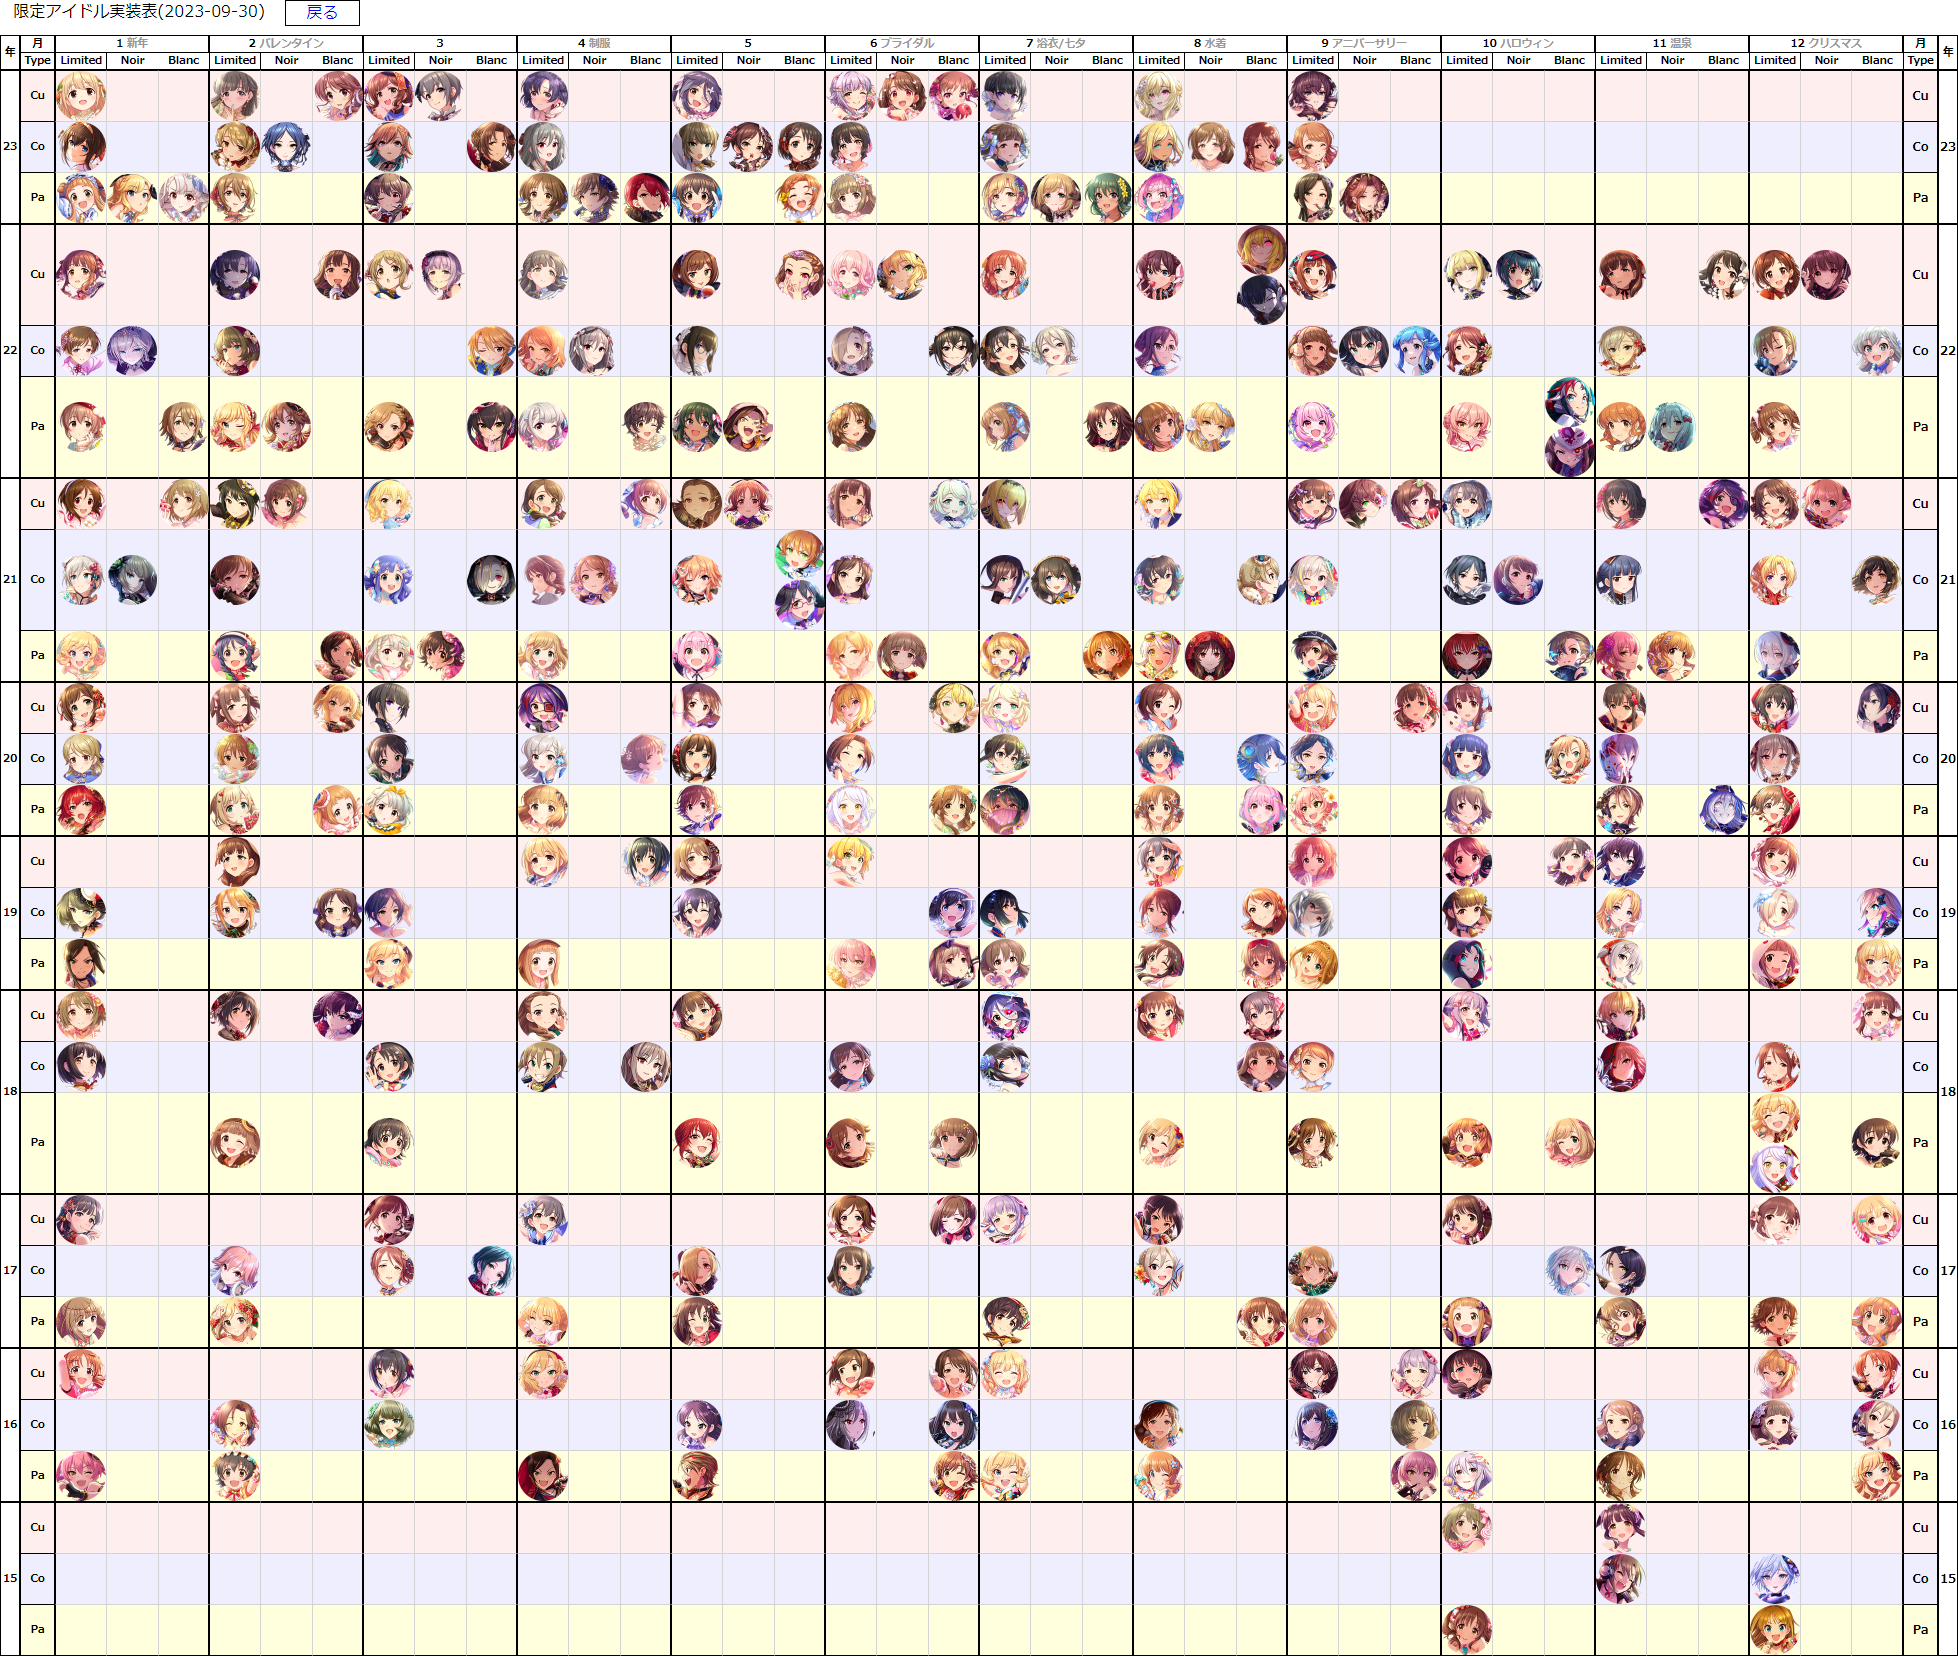 限定アイドル実装表(2023-09-30) 戻る
年 月 1 新年 2 バレンタイン 3 4 制服 5 6 ブライダル 7 浴衣/七夕 8 水着 9 アニバーサリー 10 ハロウィン 11 温泉 12 クリスマス 月 年
Type Limited Noir Blanc Limited Noir Blanc Limited Noir Blanc Limited Noir Blanc Limited Noir Blanc Limited Noir Blanc Limited Noir Blanc Limited Noir Blanc Limited Noir Blanc Limited Noir Blanc Limited Noir Blanc Limited Noir Blanc Type
Cu Cu
23 Co Co 23
Pa Pa
Cu Cu
22 Co Co 22
Pa Pa
Cu Cu
21 Co Co 21
Pa Pa
Cu Cu
20 Co Co 20
Pa Pa
Cu Cu
19 Co Co 19
Pa Pa
Cu Cu
Co Co
18 18
Pa Pa
Cu Cu
17 Co Co 17
Pa Pa
Cu Cu
16 Co Co 16
Pa Pa
Cu Cu
15 Co Co 15
Pa Pa